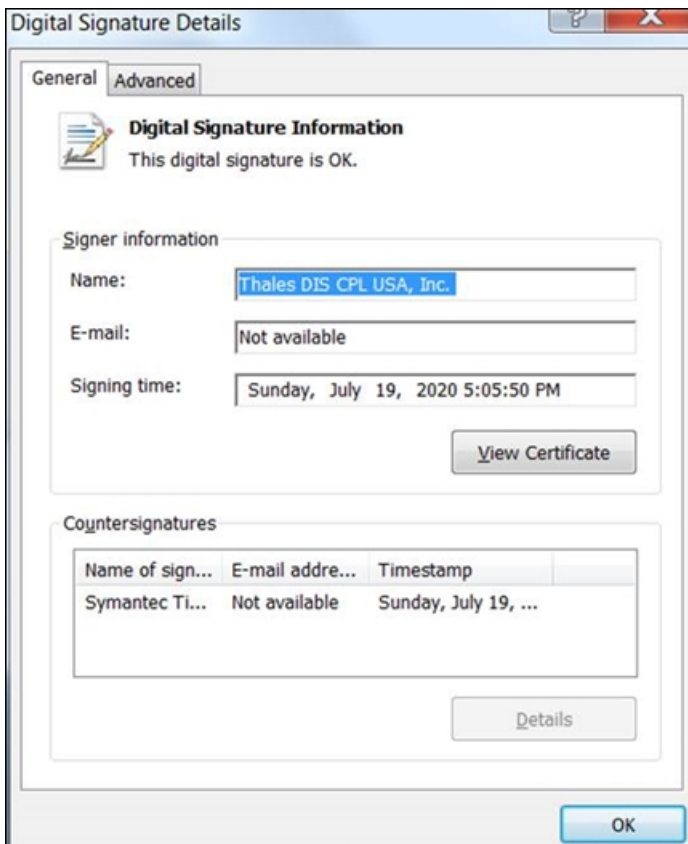 Digital Signature Details
General Advanced
Digital Signature Information
This digital signature is OK.
Signer information
Name: Thales DIS CPL USA, Inc.
E-mail: Not available
Signing time: Sunday, July 19, 2020 5:05:50 PM
View Certificate
Countersignatures
Name of sign... E-mail addre... Timestamp
Symantec Ti... Not available Sunday, July 19, ...
Details
OK